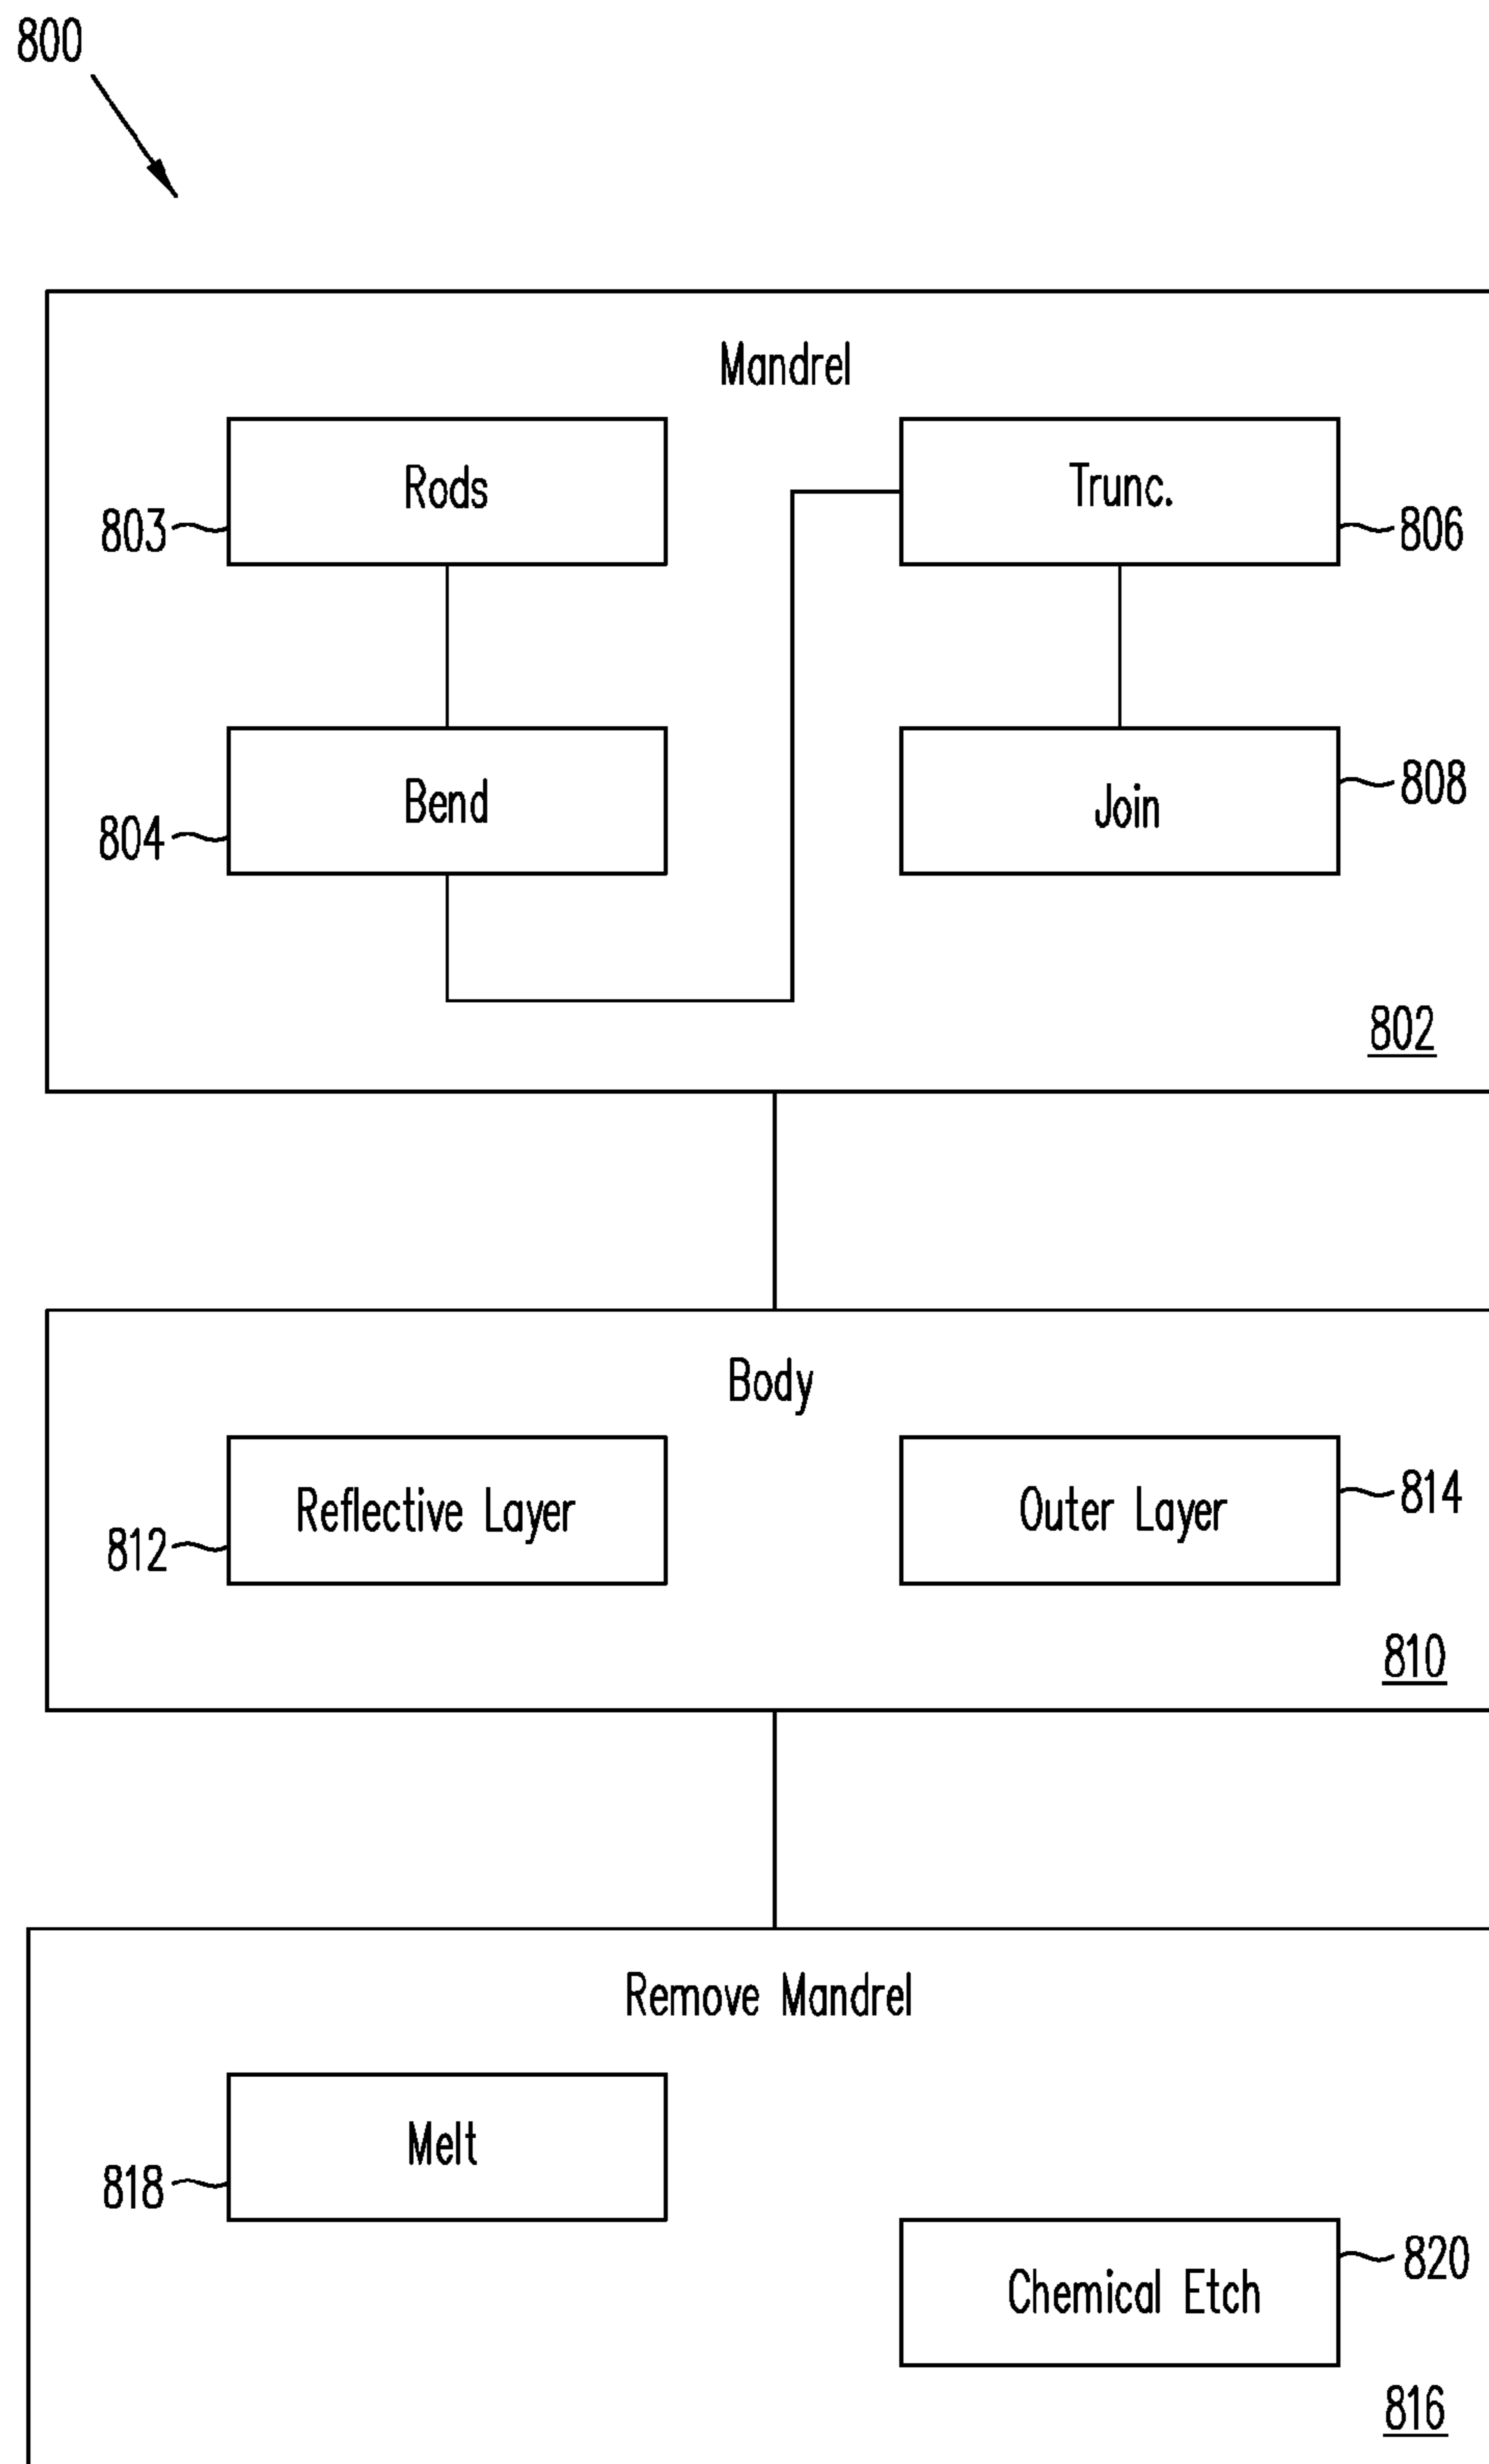 800
Mandrel
Rods
803
Trunc.
806
Bend
804
Join
808
802
Body
Reflective Layer
812
Outer Layer
814
810
Remove Mandrel
Melt
818
Chemical Etch
820
816